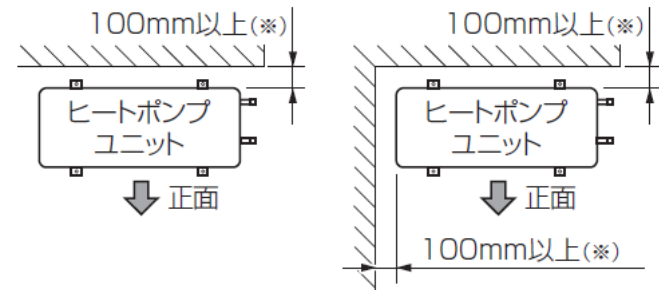 100mm以上(※)
ヒートポンプ
ユニット
正面
100mm以上(※)
ヒートポンプ
ユニット
正面
100mm以上(※)